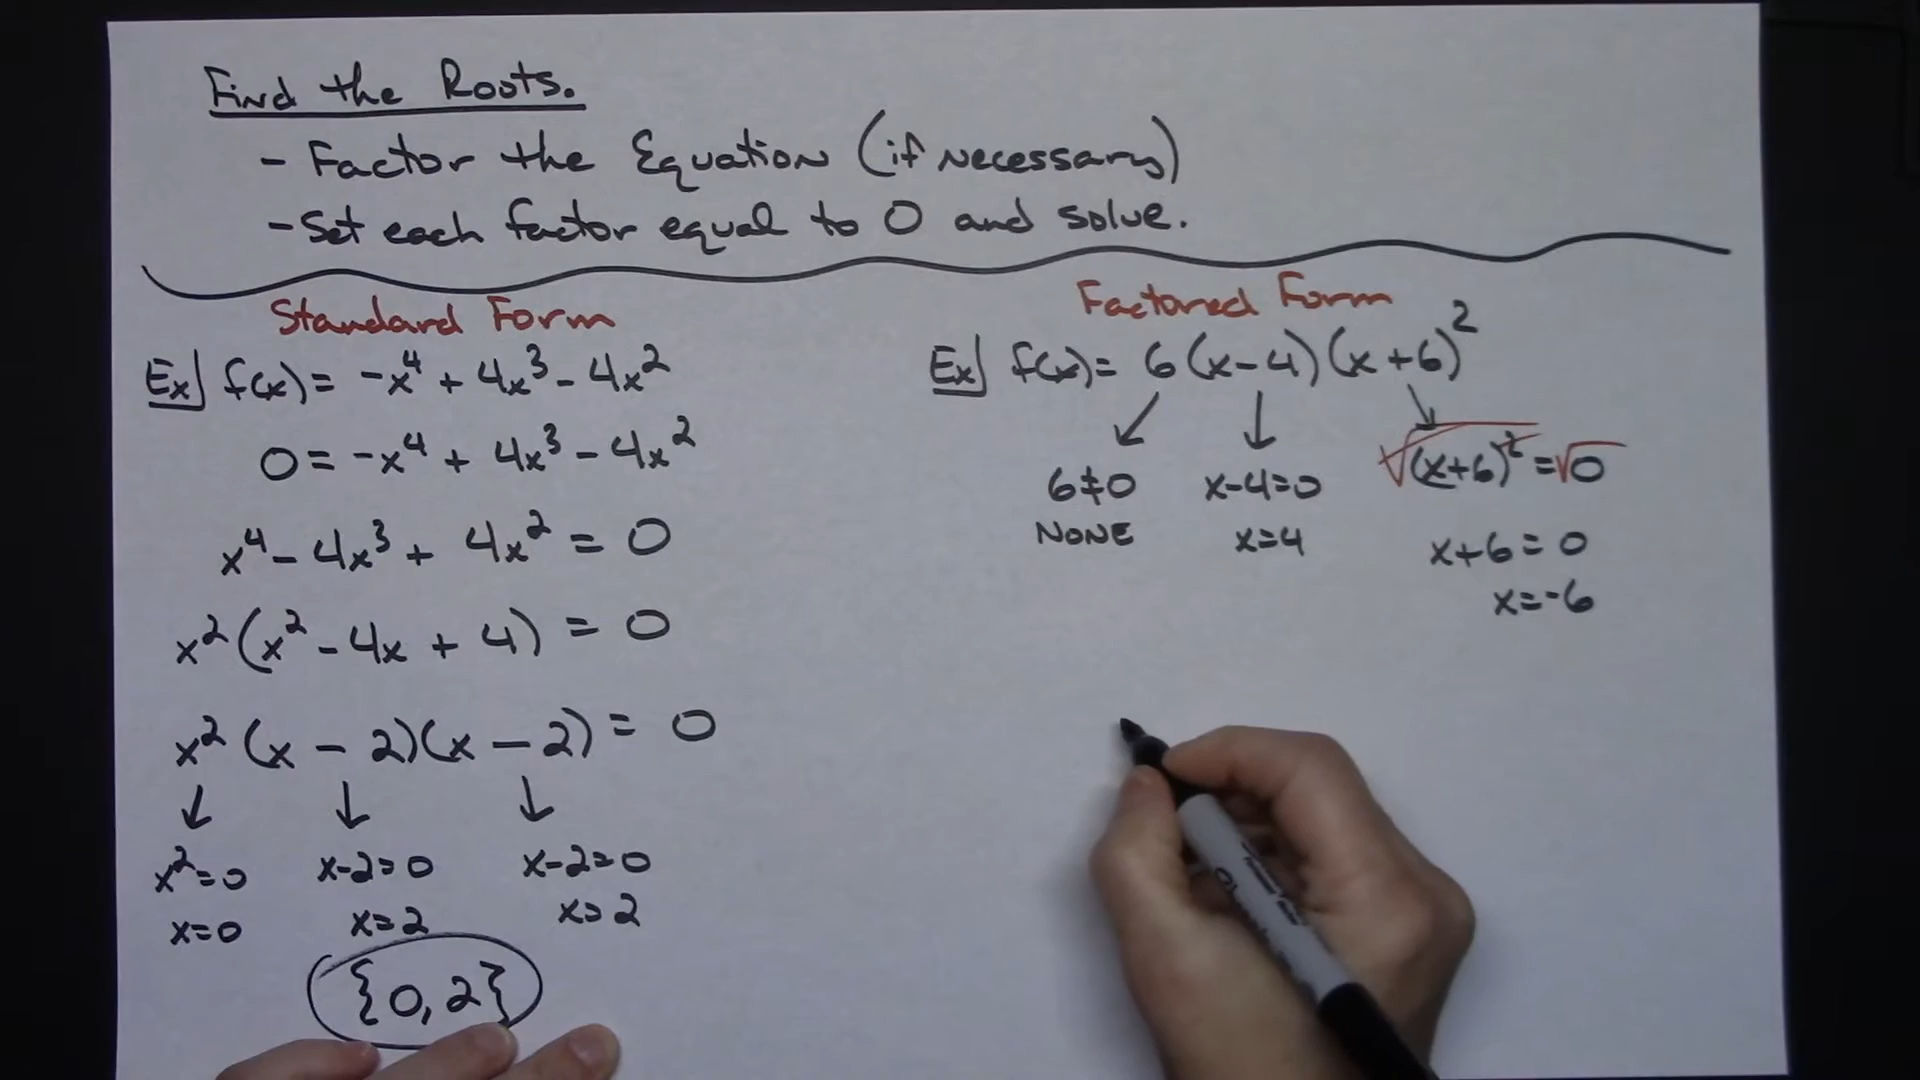 Find the Roots.
- Factor the Equation (if necessary)
- Set each factor equal to 0 and solve.
Standard Form
Ex] f(x) = -x⁴ + 4x³ - 4x²
0 = -x⁴ + 4x³ - 4x²
x⁴ - 4x³ + 4x² = 0
x²(x² - 4x + 4) = 0
x²(x - 2)(x - 2) = 0
↙ ↓ ↓
x²=0 x-2=0 x-2=0
x=0 x=2 x=2
{0,2}
Factored Form
Ex] f(x) = 6(x-4)(x+6)²
↙ ↓ ↘
6≠0 x-4=0 √(x+6)² = √0
NONE x=4 x+6=0
x=-6